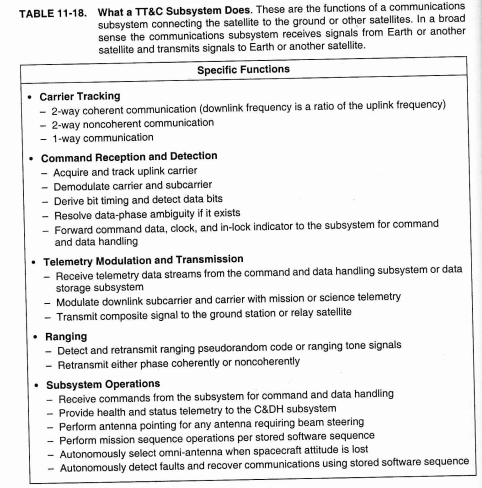 TABLE 11-18. What a TT&C Subsystem Does. These are the functions of a communications
subsystem connecting the satellite to the ground or other satellites. In a broad
sense the communications subsystem receives signals from Earth or another
satellite and transmits signals to Earth or another satellite.
Specific Functions
• Carrier Tracking
– 2-way coherent communication (downlink frequency is a ratio of the uplink frequency)
– 2-way noncoherent communication
– 1-way communication
• Command Reception and Detection
– Acquire and track uplink carrier
– Demodulate carrier and subcarrier
– Derive bit timing and detect data bits
– Resolve data-phase ambiguity if it exists
– Forward command data, clock, and in-lock indicator to the subsystem for command
and data handling
• Telemetry Modulation and Transmission
– Receive telemetry data streams from the command and data handling subsystem or data
storage subsystem
– Modulate downlink subcarrier and carrier with mission or science telemetry
– Transmit composite signal to the ground station or relay satellite
• Ranging
– Detect and retransmit ranging pseudorandom code or ranging tone signals
– Retransmit either phase coherently or noncoherently
• Subsystem Operations
– Receive commands from the subsystem for command and data handling
– Provide health and status telemetry to the C&DH subsystem
– Perform antenna pointing for any antenna requiring beam steering
– Perform mission sequence operations per stored software sequence
– Autonomously select omni-antenna when spacecraft attitude is lost
– Autonomously detect faults and recover communications using stored software sequence